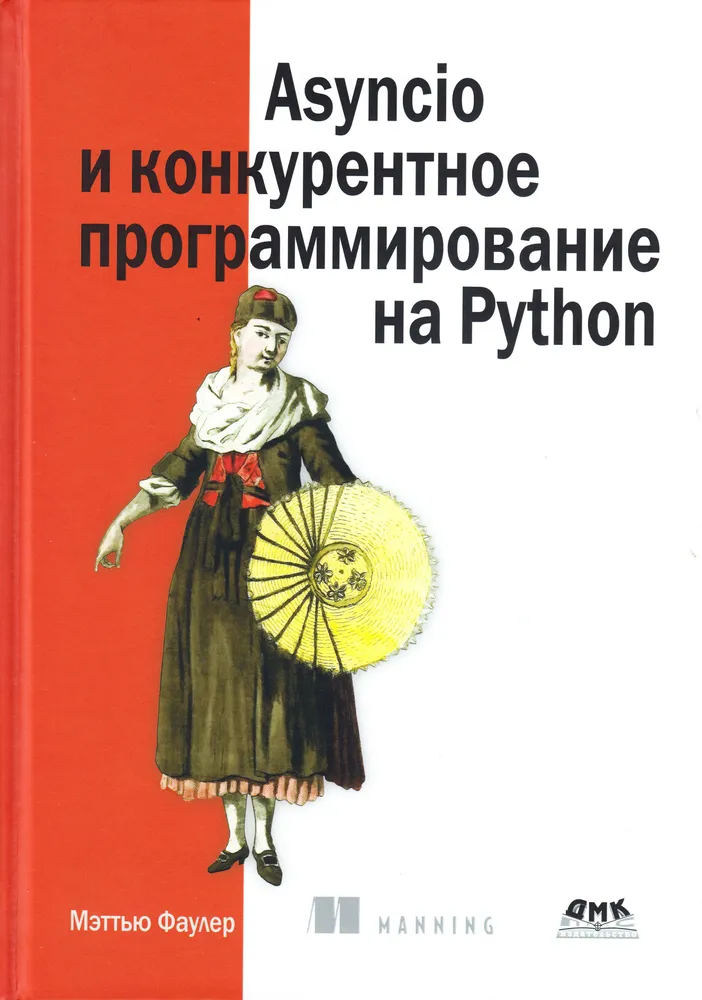 Asyncio
и конкурентное
программирование
на Python
Мэттью Фаулер
MANNING
ДМК